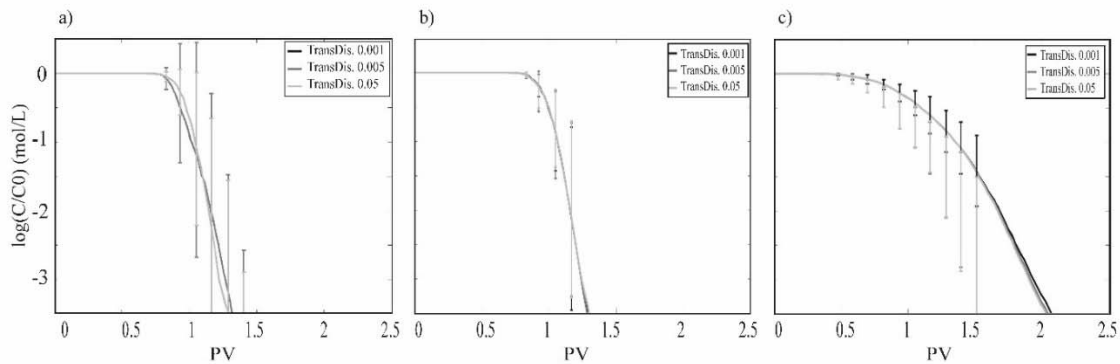 a)
TransDis. 0.001
TransDis. 0.005
TransDis. 0.05
log(C/C0) (mol/L)
0
-1
-2
-3
0 0.5 1 1.5 2 2.5
PV
b)
TransDis. 0.001
TransDis. 0.005
TransDis. 0.05
0 0.5 1 1.5 2 2.5
PV
c)
TransDis. 0.001
TransDis. 0.005
TransDis. 0.05
0 0.5 1 1.5 2 2.5
PV